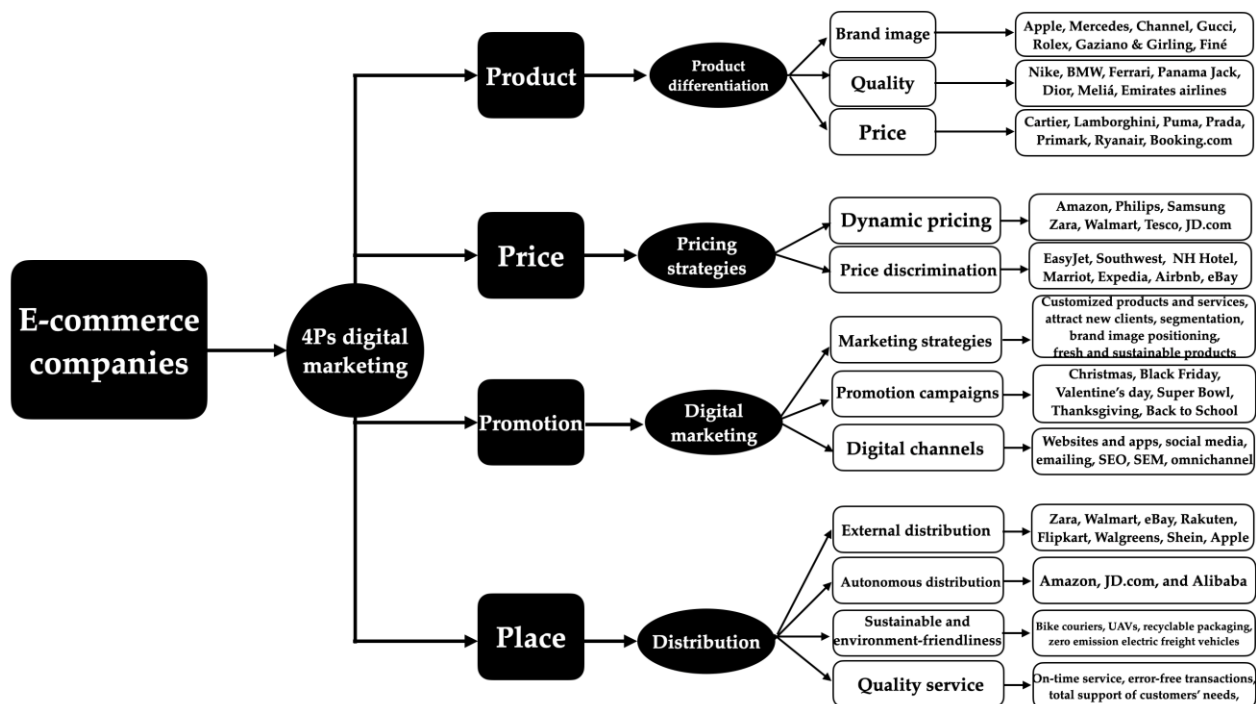 E-commerce
companies
4Ps digital
marketing
Product
Product
differentiation
Brand image
Apple, Mercedes, Channel, Gucci,
Rolex, Gaziano & Girling, Finé
Quality
Nike, BMW, Ferrari, Panama Jack,
Dior, Meliá, Emirates airlines
Price
Cartier, Lamborghini, Puma, Prada,
Primark, Ryanair, Booking.com
Price
Pricing
strategies
Dynamic pricing
Amazon, Philips, Samsung
Zara, Walmart, Tesco, JD.com
Price discrimination
EasyJet, Southwest, NH Hotel,
Marriot, Expedia, Airbnb, eBay
Promotion
Digital
marketing
Marketing strategies
Customized products and services,
attract new clients, segmentation,
brand image positioning,
fresh and sustainable products
Promotion campaigns
Christmas, Black Friday,
Valentine's day, Super Bowl,
Thanksgiving, Back to School
Digital channels
Websites and apps, social media,
emailing, SEO, SEM, omnichannel
Place
Distribution
External distribution
Zara, Walmart, eBay, Rakuten,
Flipkart, Walgreens, Shein, Apple
Autonomous distribution
Amazon, JD.com, and Alibaba
Sustainable and
environment-friendliness
Bike couriers, UAVs, recyclable packaging,
zero emission electric freight vehicles
Quality service
On-time service, error-free transactions,
total support of customers' needs,